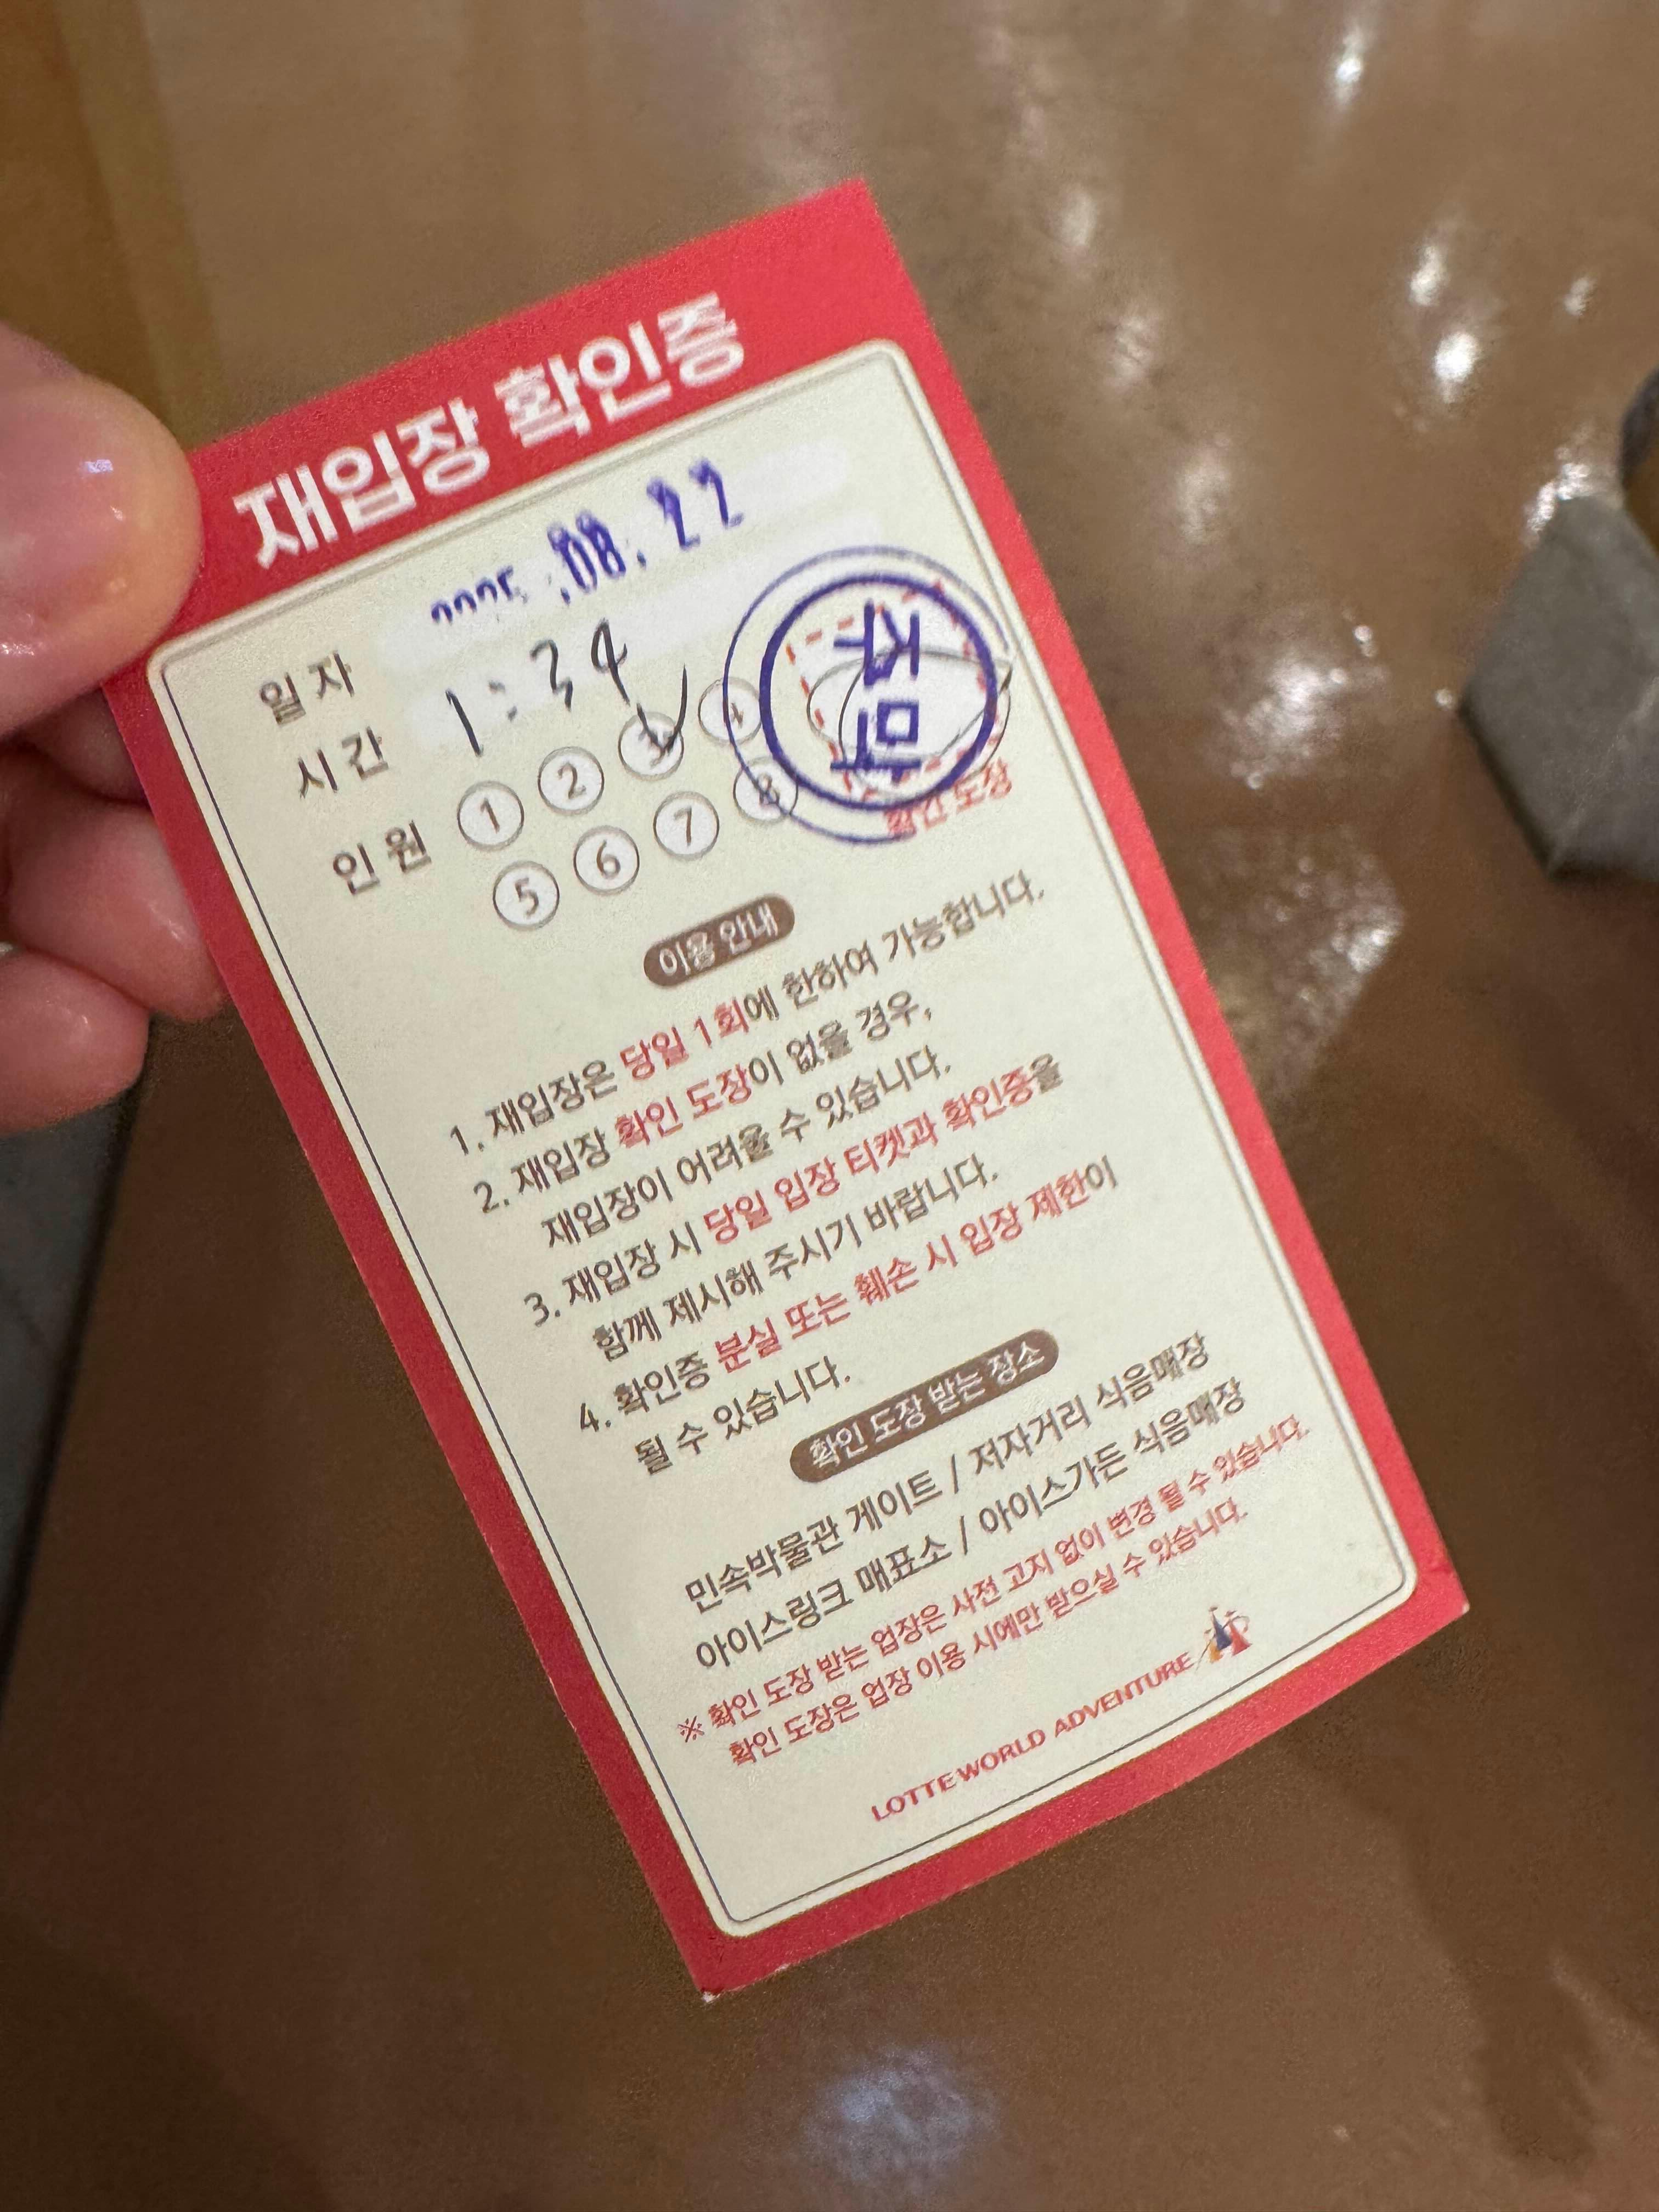 재입장 확인증
일자 2025.08.22
시간 1:34
인원 1 2 3 4
5 6 7 8
주막
확인 도장
이용 안내
1. 재입장은 당일 1회에 한하여 가능합니다.
2. 재입장 확인 도장이 없을 경우,
재입장이 어려울 수 있습니다.
3. 재입장 시 당일 입장 티켓과 확인증을
함께 제시해 주시기 바랍니다.
4. 확인증 분실 또는 훼손 시 입장 제한이
될 수 있습니다.
확인 도장 받는 장소
민속박물관 게이트 / 저자거리 식음매장
아이스링크 매표소 / 아이스가든 식음매장
※ 확인 도장 받는 업장은 사전 고지 없이 변경 될 수 있습니다.
확인 도장은 업장 이용 시에만 받으실 수 있습니다.
LOTTE WORLD ADVENTURE